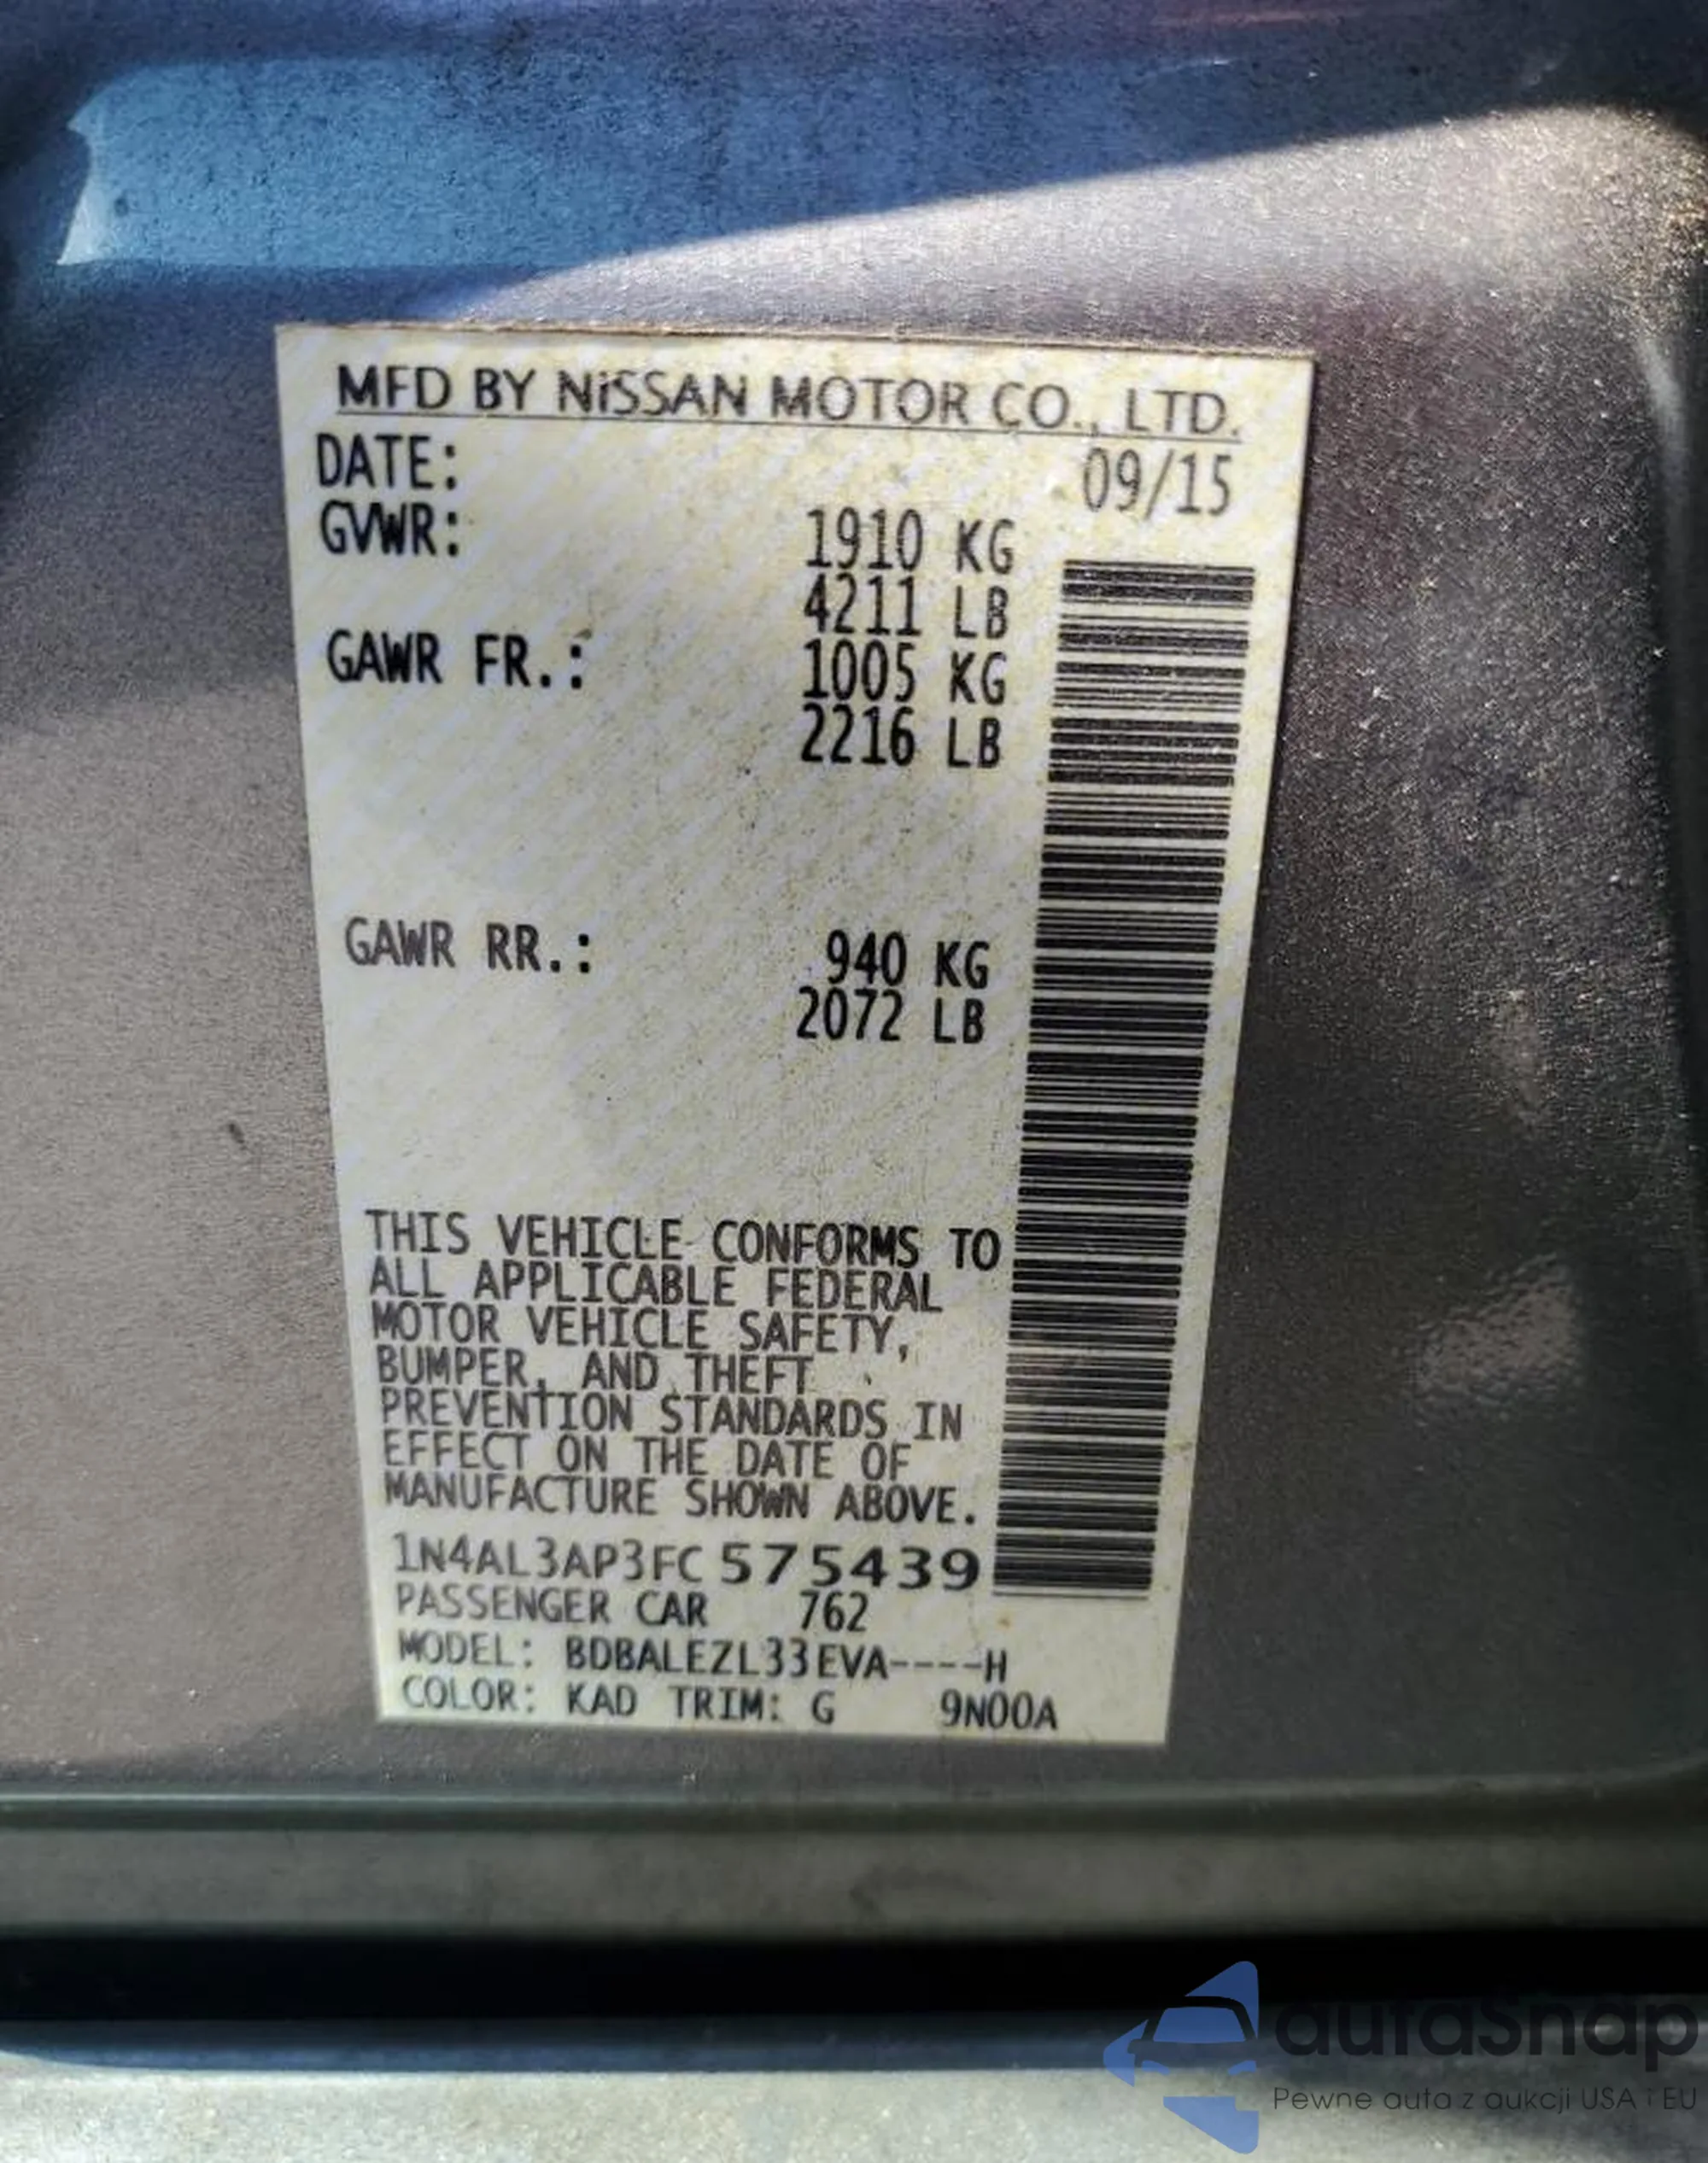 MFD BY NiSSAN MOTOR CO., LTD.
DATE: 09/15
GVWR: 1910 KG
4211 LB
GAWR FR.: 1005 KG
2216 LB
GAWR RR.: 940 KG
2072 LB
THIS VEHICLE CONFORMS TO
ALL APPLICABLE FEDERAL
MOTOR VEHICLE SAFETY,
BUMPER, AND THEFT
PREVENTION STANDARDS IN
EFFECT ON THE DATE OF
MANUFACTURE SHOWN ABOVE.
1N4AL3AP3FC575439
PASSENGER CAR 762
MODEL: BDBALEZL33EVA----H
COLOR: KAD TRIM: G 9N00A
autaSnap
Pewne auta z aukcji USA i EU